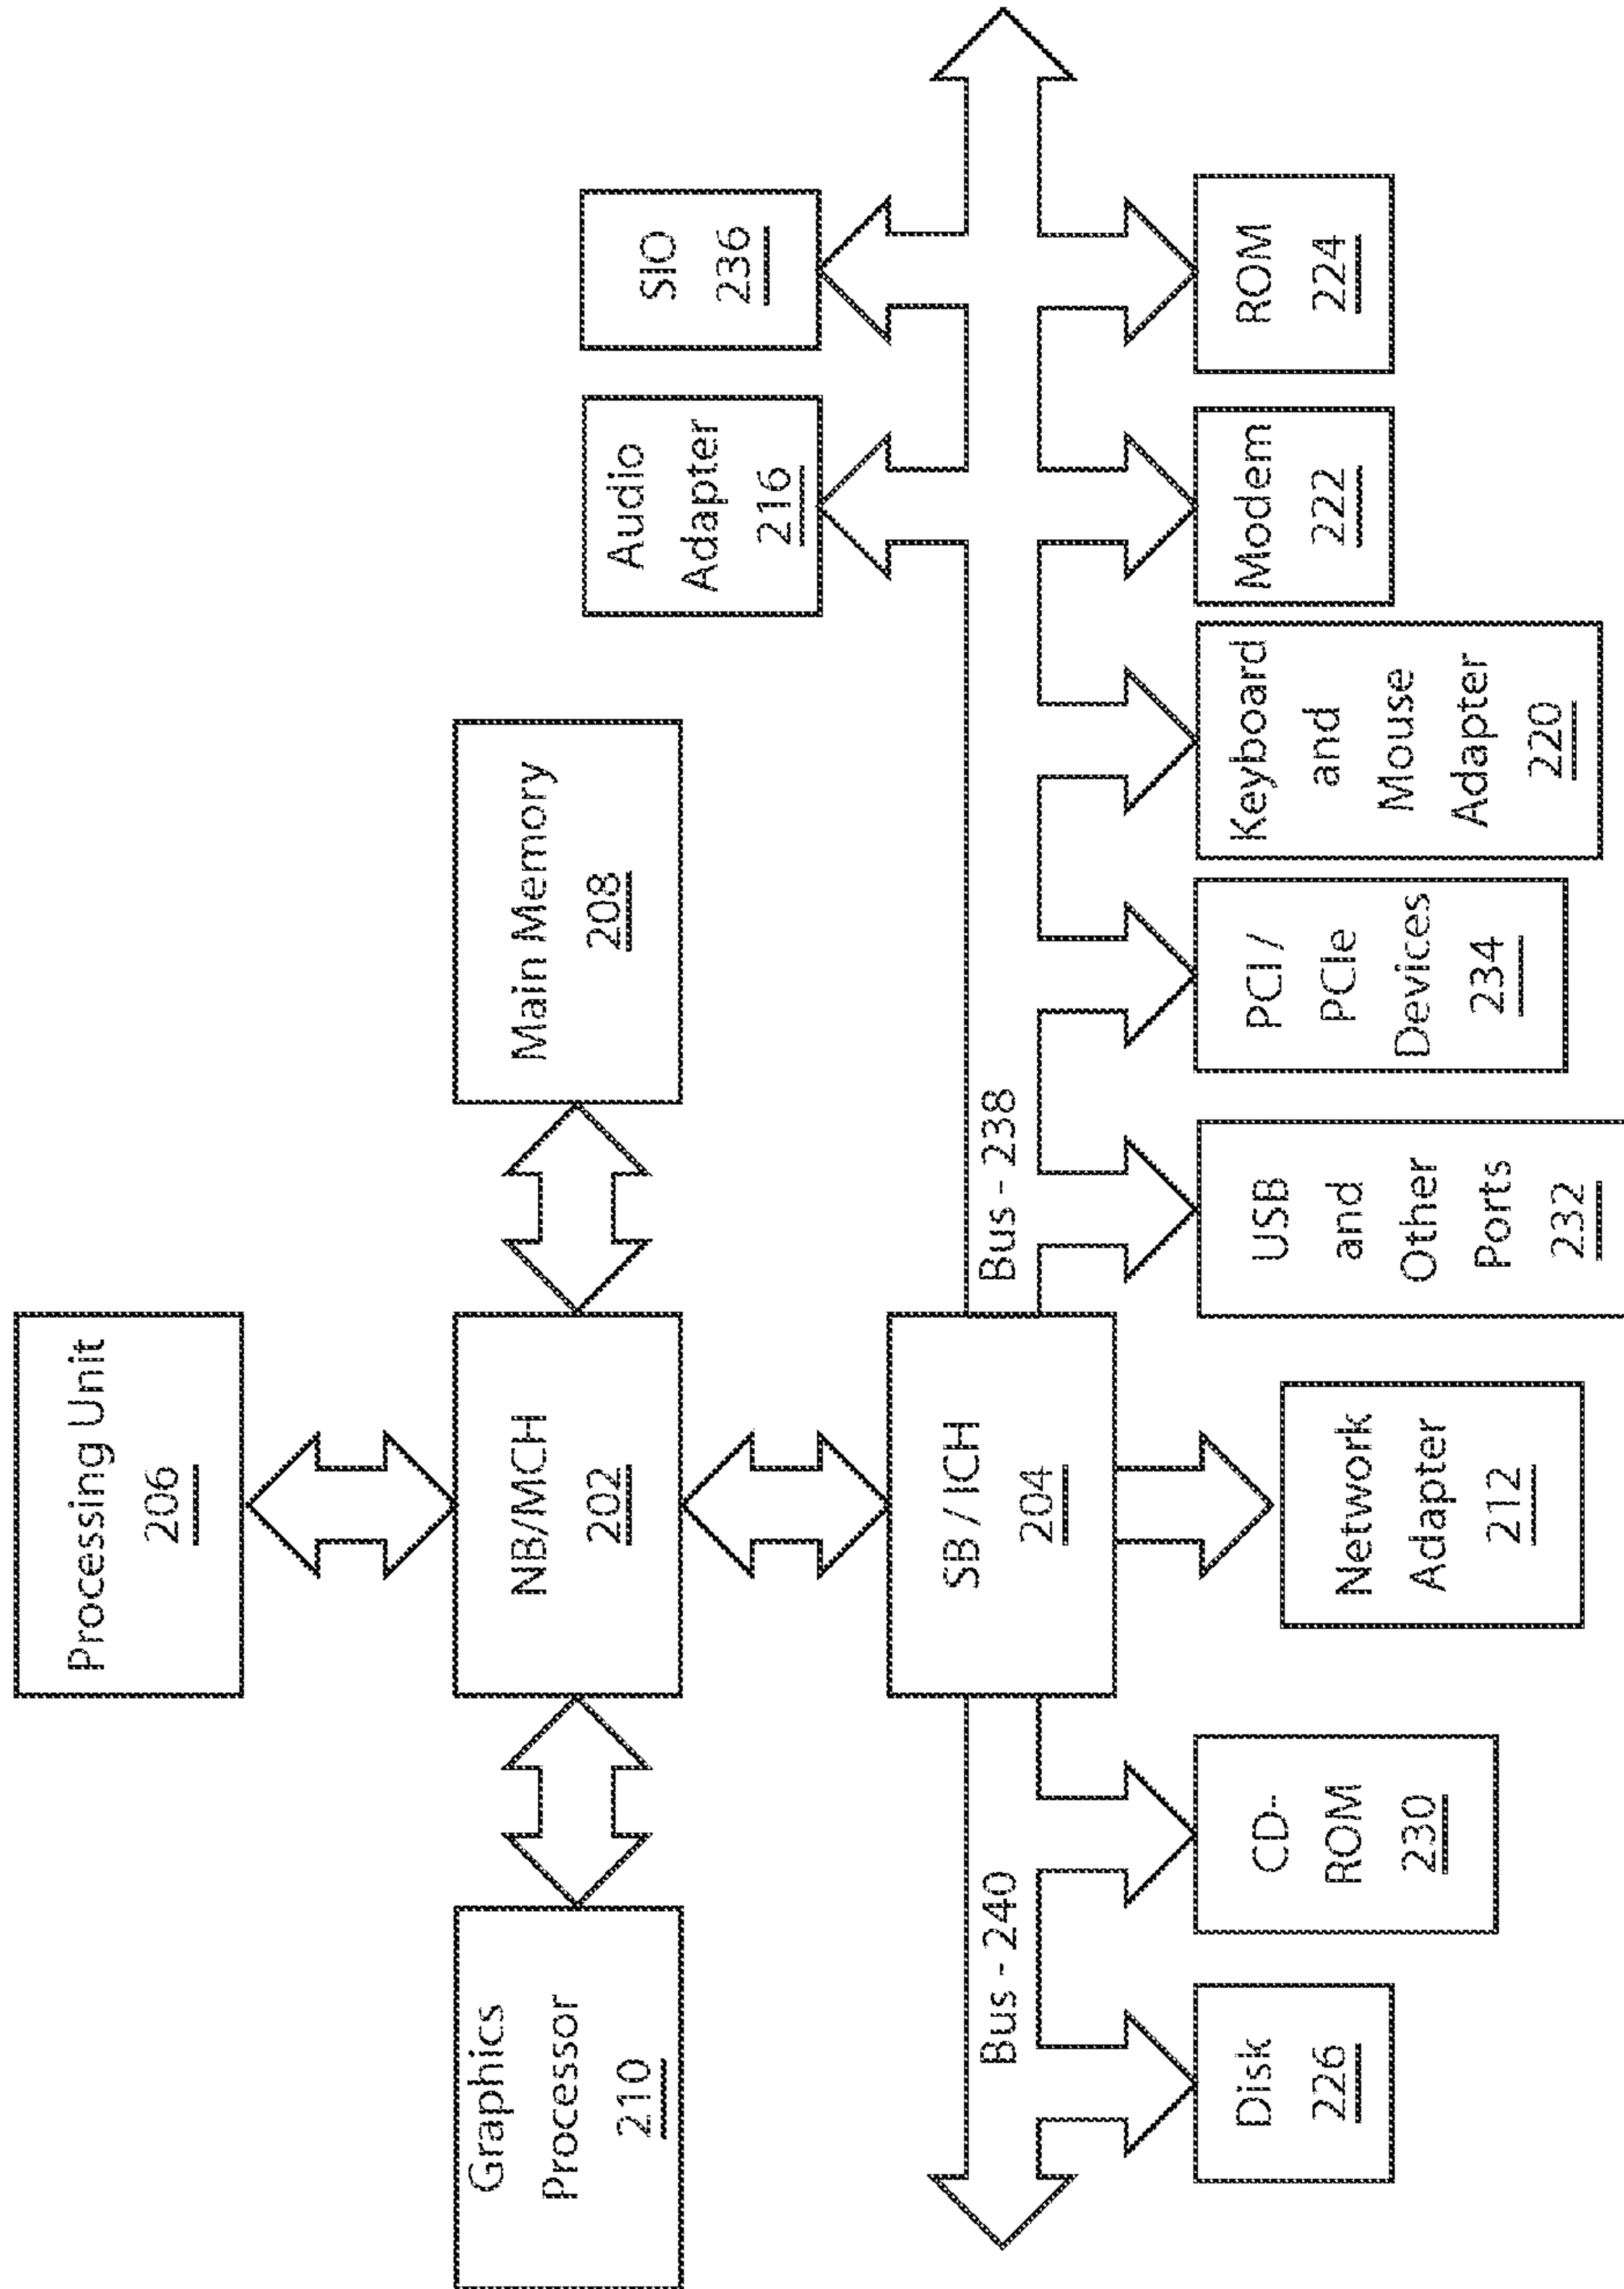 Processing Unit
206
Graphics
Processor
210
NB/MCH
202
Main Memory
208
Audio
Adapter
216
SIO
236
SB / ICH
204
Bus - 240
Bus - 238
Disk
226
CD-
ROM
230
Network
Adapter
212
USB
and
Other
Ports
232
PCI /
PCIe
Devices
234
Keyboard
and
Mouse
Adapter
220
Modem
222
ROM
224